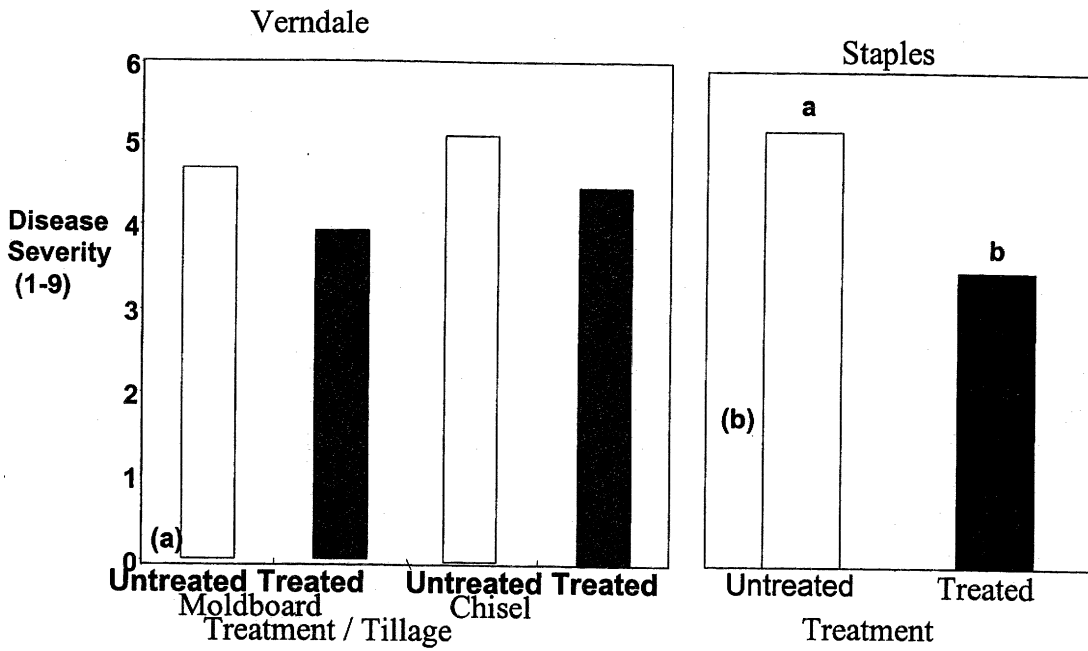 Verndale
6
5
4
3
2
1
0
Disease
Severity
(1-9)
(a)
Untreated Treated Untreated Treated
Moldboard Chisel
Treatment / Tillage
Staples
a
b
(b)
Untreated Treated
Treatment